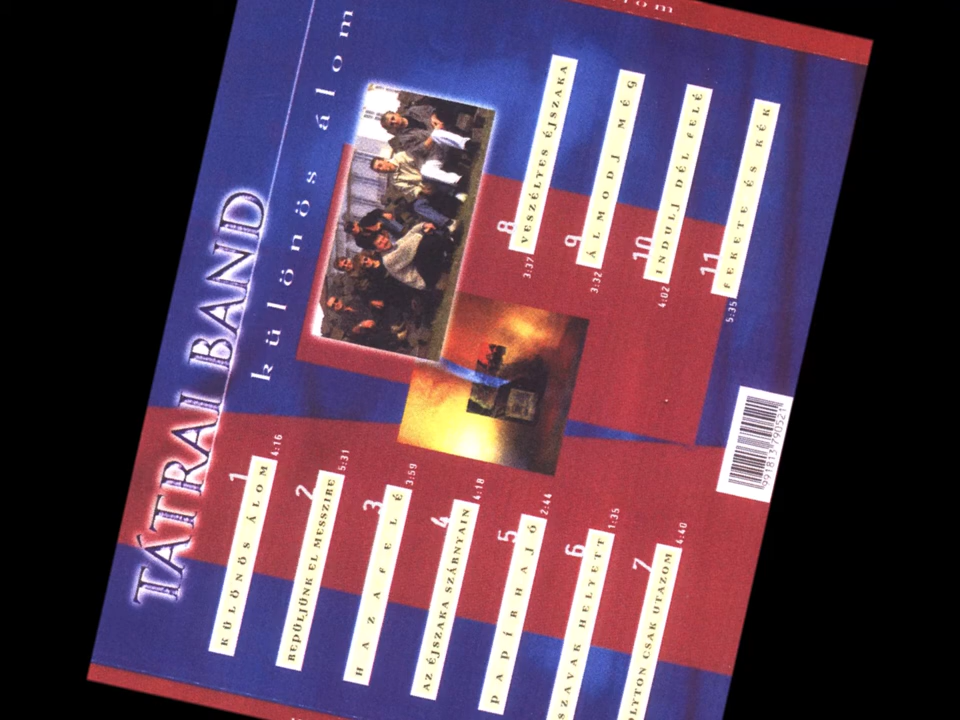 TÁTRAI BAND
különös álom
1
KÜLÖNÖS ÁLOM
4:16
2
REPÜLJÜNK EL MESSZIRE
5:31
3
HAZAFELÉ
3:59
4
AZ ÉJSZAKA SZÁRNYAIN
4:18
5
PAPÍRHAJÓ
2:44
6
SZAVAK HELYETT
1:35
7
CSAK UTAZOM
4:40
8
VESZÉLYES ÉJSZAKA
3:37
9
ÁLMODJ MÉG
3:32
10
INDULJ DÉL FELÉ
4:02
11
FEKETE ÉS KÉK
5:35